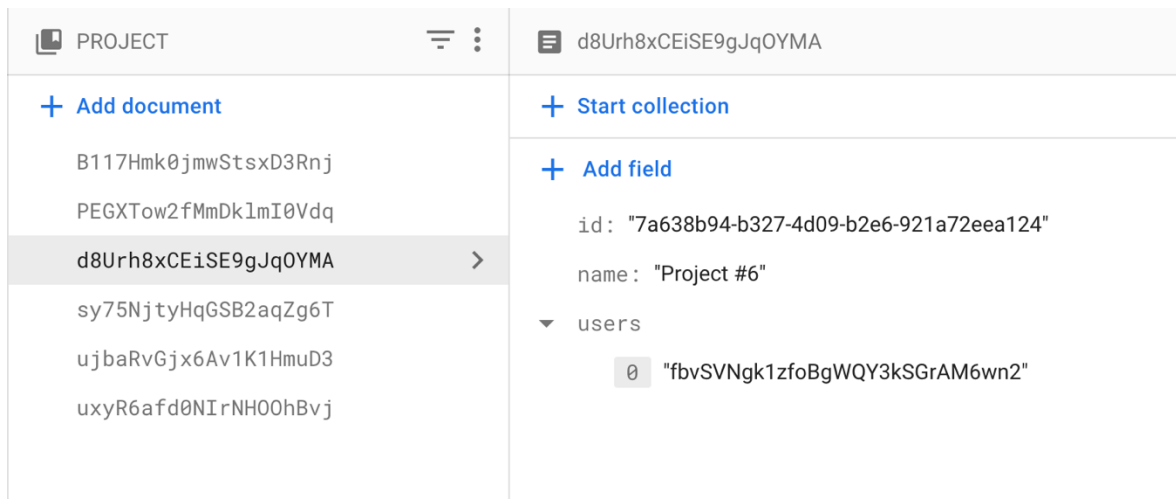 PROJECT
Add document
B117Hmk0jmwStsxD3Rnj
PEGXTow2fMmDklmI0Vdq
d8Urh8xCEiSE9gJqOYMA
sy75NjtyHqGSB2aqZg6T
ujbaRvGjx6Av1K1HmuD3
uxyR6afd0NIrNHOOhBvj
d8Urh8xCEiSE9gJqOYMA
Start collection
Add field
id: "7a638b94-b327-4d09-b2e6-921a72eea124"
name: "Project #6"
users
0 "fbvSVNgk1zfoBgWQY3kSGrAM6wn2"